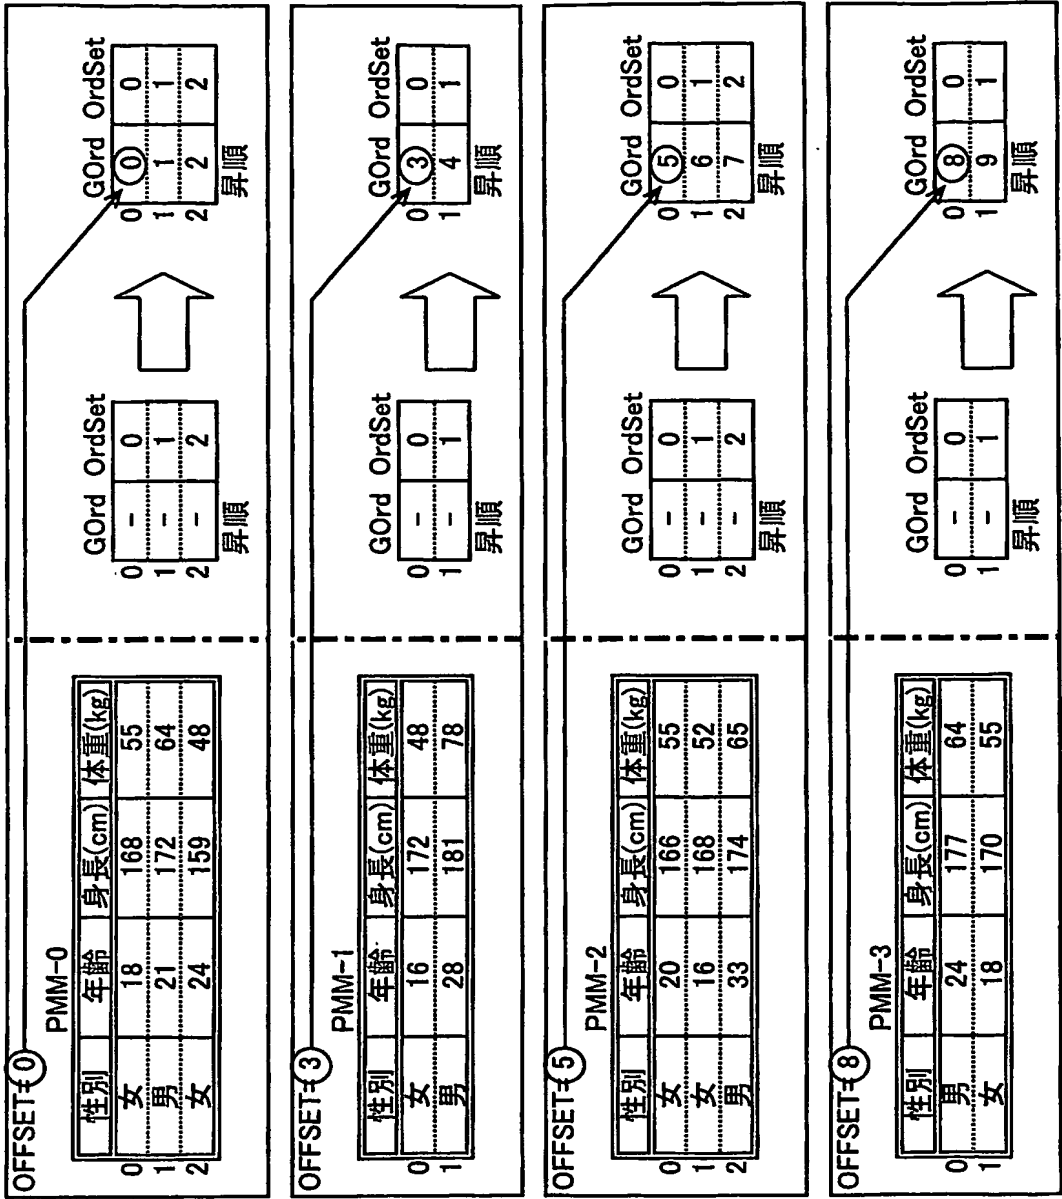 OFFSET=0
PMM-0
性別 年齢 身長(cm) 体重(kg)
0 女 18 168 55
1 男 21 172 64
2 女 24 159 48
GOrd OrdSet
0 - 0
1 - 1
2 - 2
昇順
GOrd OrdSet
0 0 0
1 1 1
2 2 2
昇順
OFFSET=3
PMM-1
性別 年齢 身長(cm) 体重(kg)
0 女 16 172 48
1 男 28 181 78
GOrd OrdSet
0 - 0
1 - 1
昇順
GOrd OrdSet
0 3 0
1 4 1
昇順
OFFSET=5
PMM-2
性別 年齢 身長(cm) 体重(kg)
0 女 20 166 55
1 女 16 168 52
2 男 33 174 65
GOrd OrdSet
0 - 0
1 - 1
2 - 2
昇順
GOrd OrdSet
0 5 0
1 6 1
2 7 2
昇順
OFFSET=8
PMM-3
性別 年齢 身長(cm) 体重(kg)
0 男 24 177 64
1 女 18 170 55
GOrd OrdSet
0 - 0
1 - 1
昇順
GOrd OrdSet
0 8 0
1 9 1
昇順